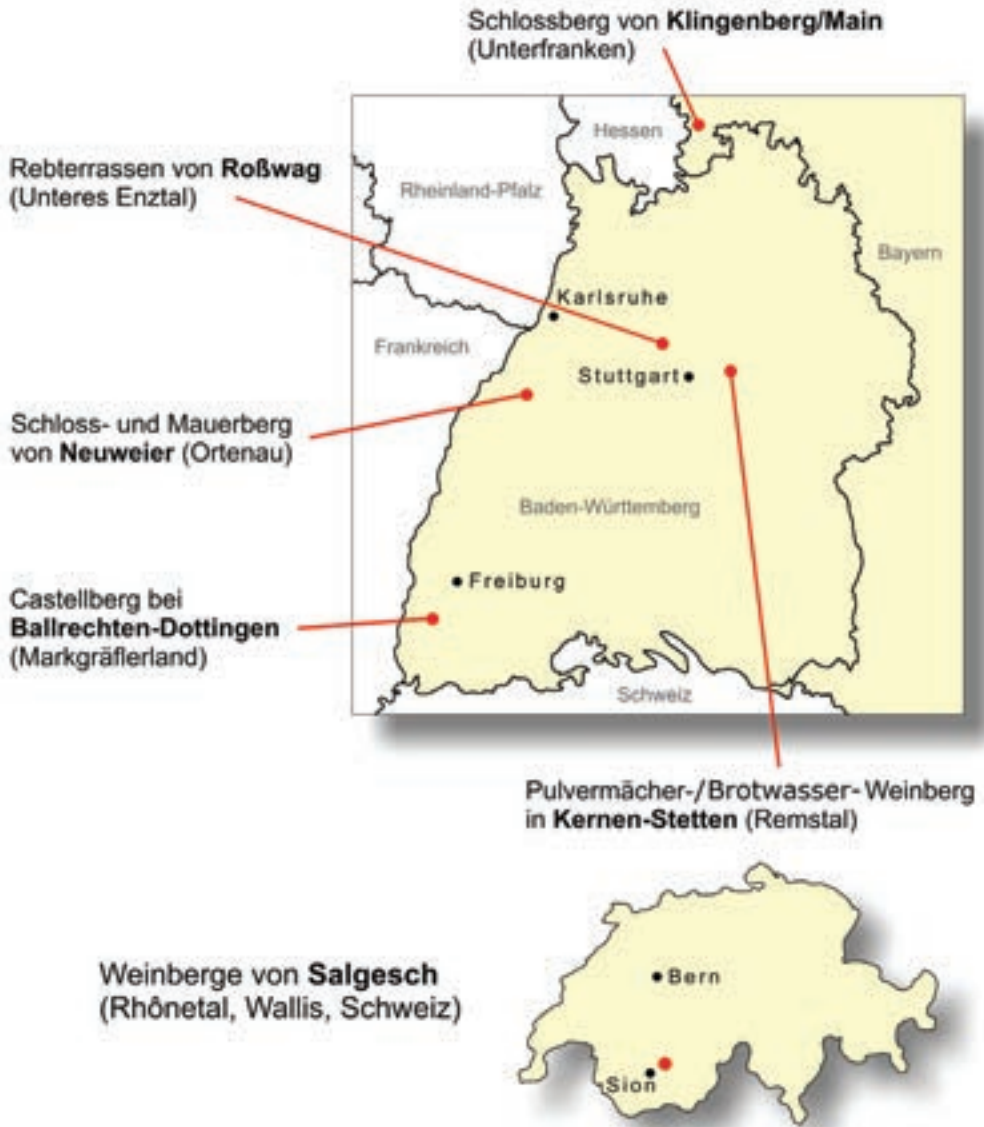 Schlossberg von Klingenberg/Main
(Unterfranken)
Hessen
Rebterrassen von Roßwag
(Unteres Enztal)
Rheinland-Pfalz
Bayern
Karlsruhe
Frankreich
Stuttgart
Schloss- und Mauerberg
von Neuweier (Ortenau)
Baden-Württemberg
Freiburg
Castellberg bei
Ballrechten-Dottingen
(Markgräflerland)
Schweiz
Pulvermächer-/Brotwasser-Weinberg
in Kernen-Stetten (Remstal)
Weinberge von Salgesch
(Rhônetal, Wallis, Schweiz)
Bern
Sion